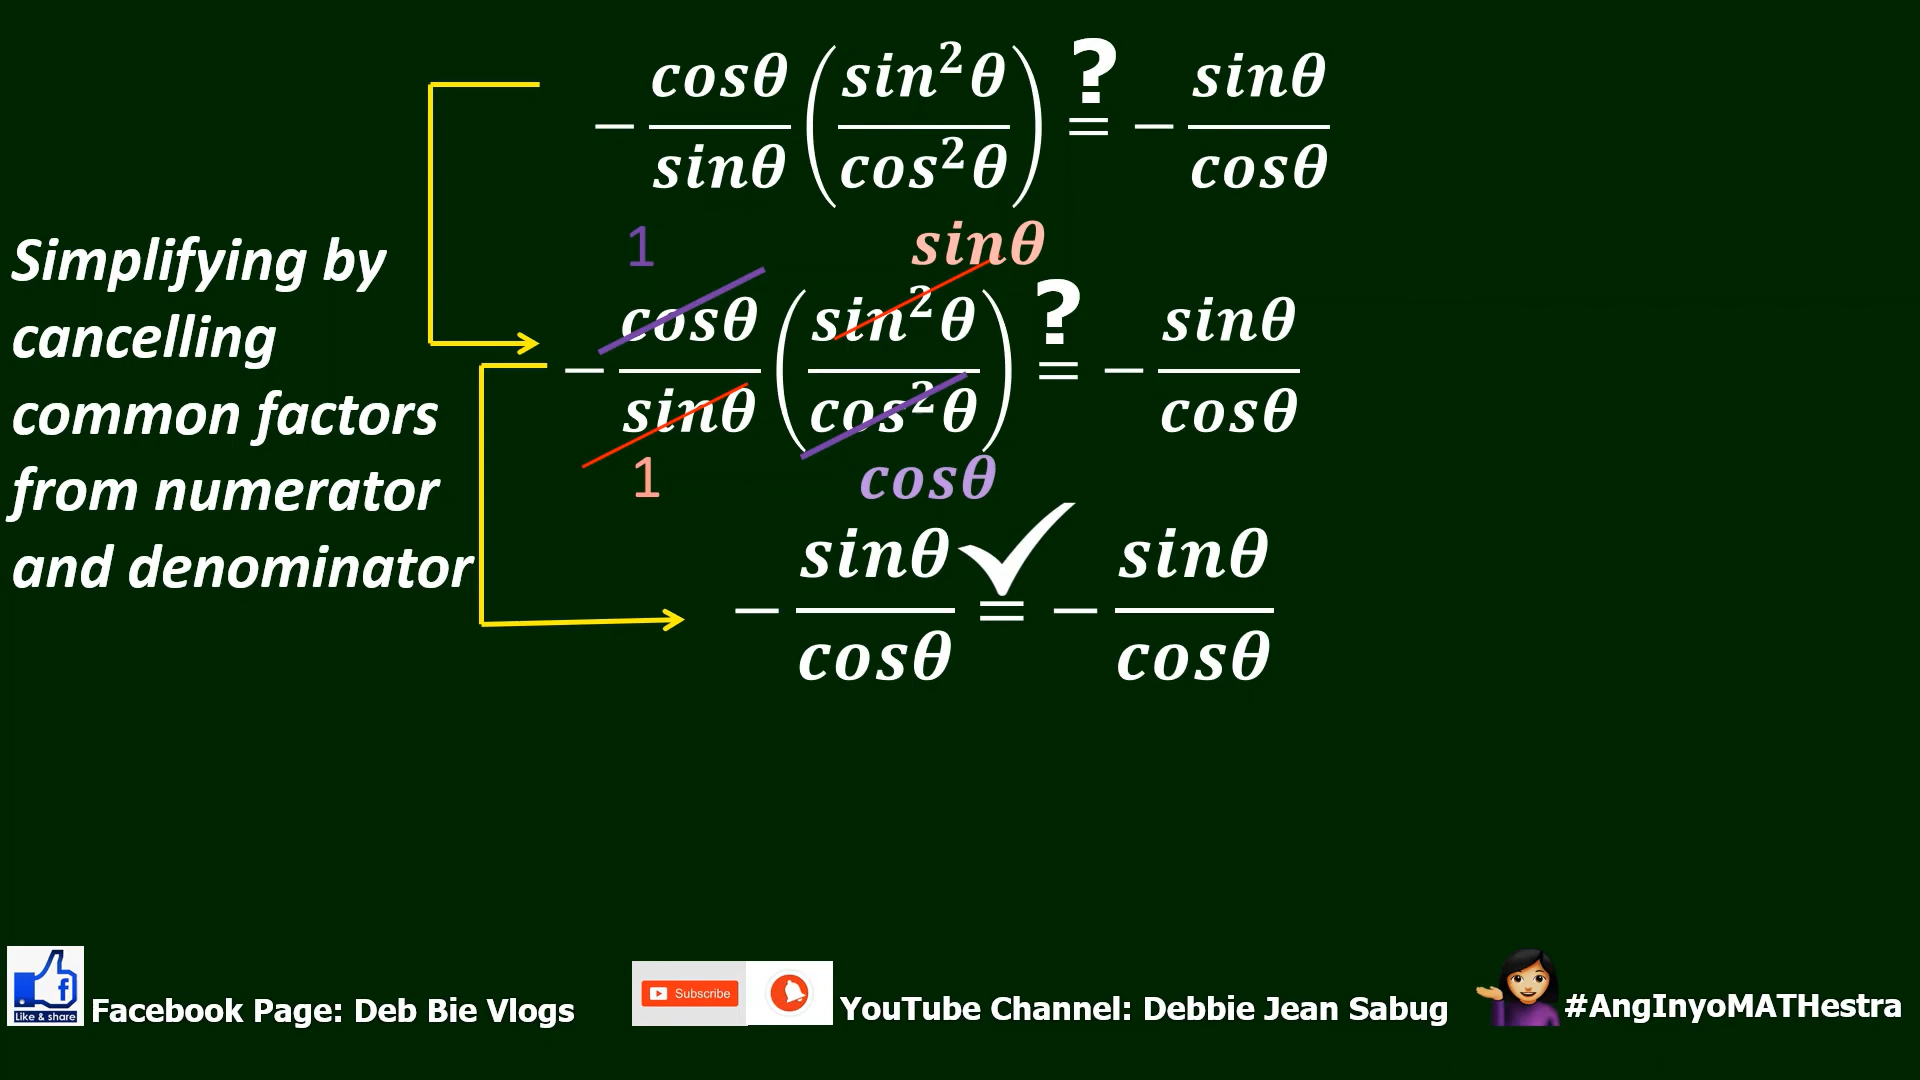 − cosθ/sinθ (sin²θ/cos²θ) ≟ − sinθ/cosθ
Simplifying by
cancelling
common factors
from numerator
and denominator
1 sinθ
− cosθ/sinθ (sin²θ/cos²θ) ≟ − sinθ/cosθ
1 cosθ
− sinθ/cosθ ✓= − sinθ/cosθ
Like & share
Facebook Page: Deb Bie Vlogs
Subscribe
YouTube Channel: Debbie Jean Sabug
#AngInyoMATHestra